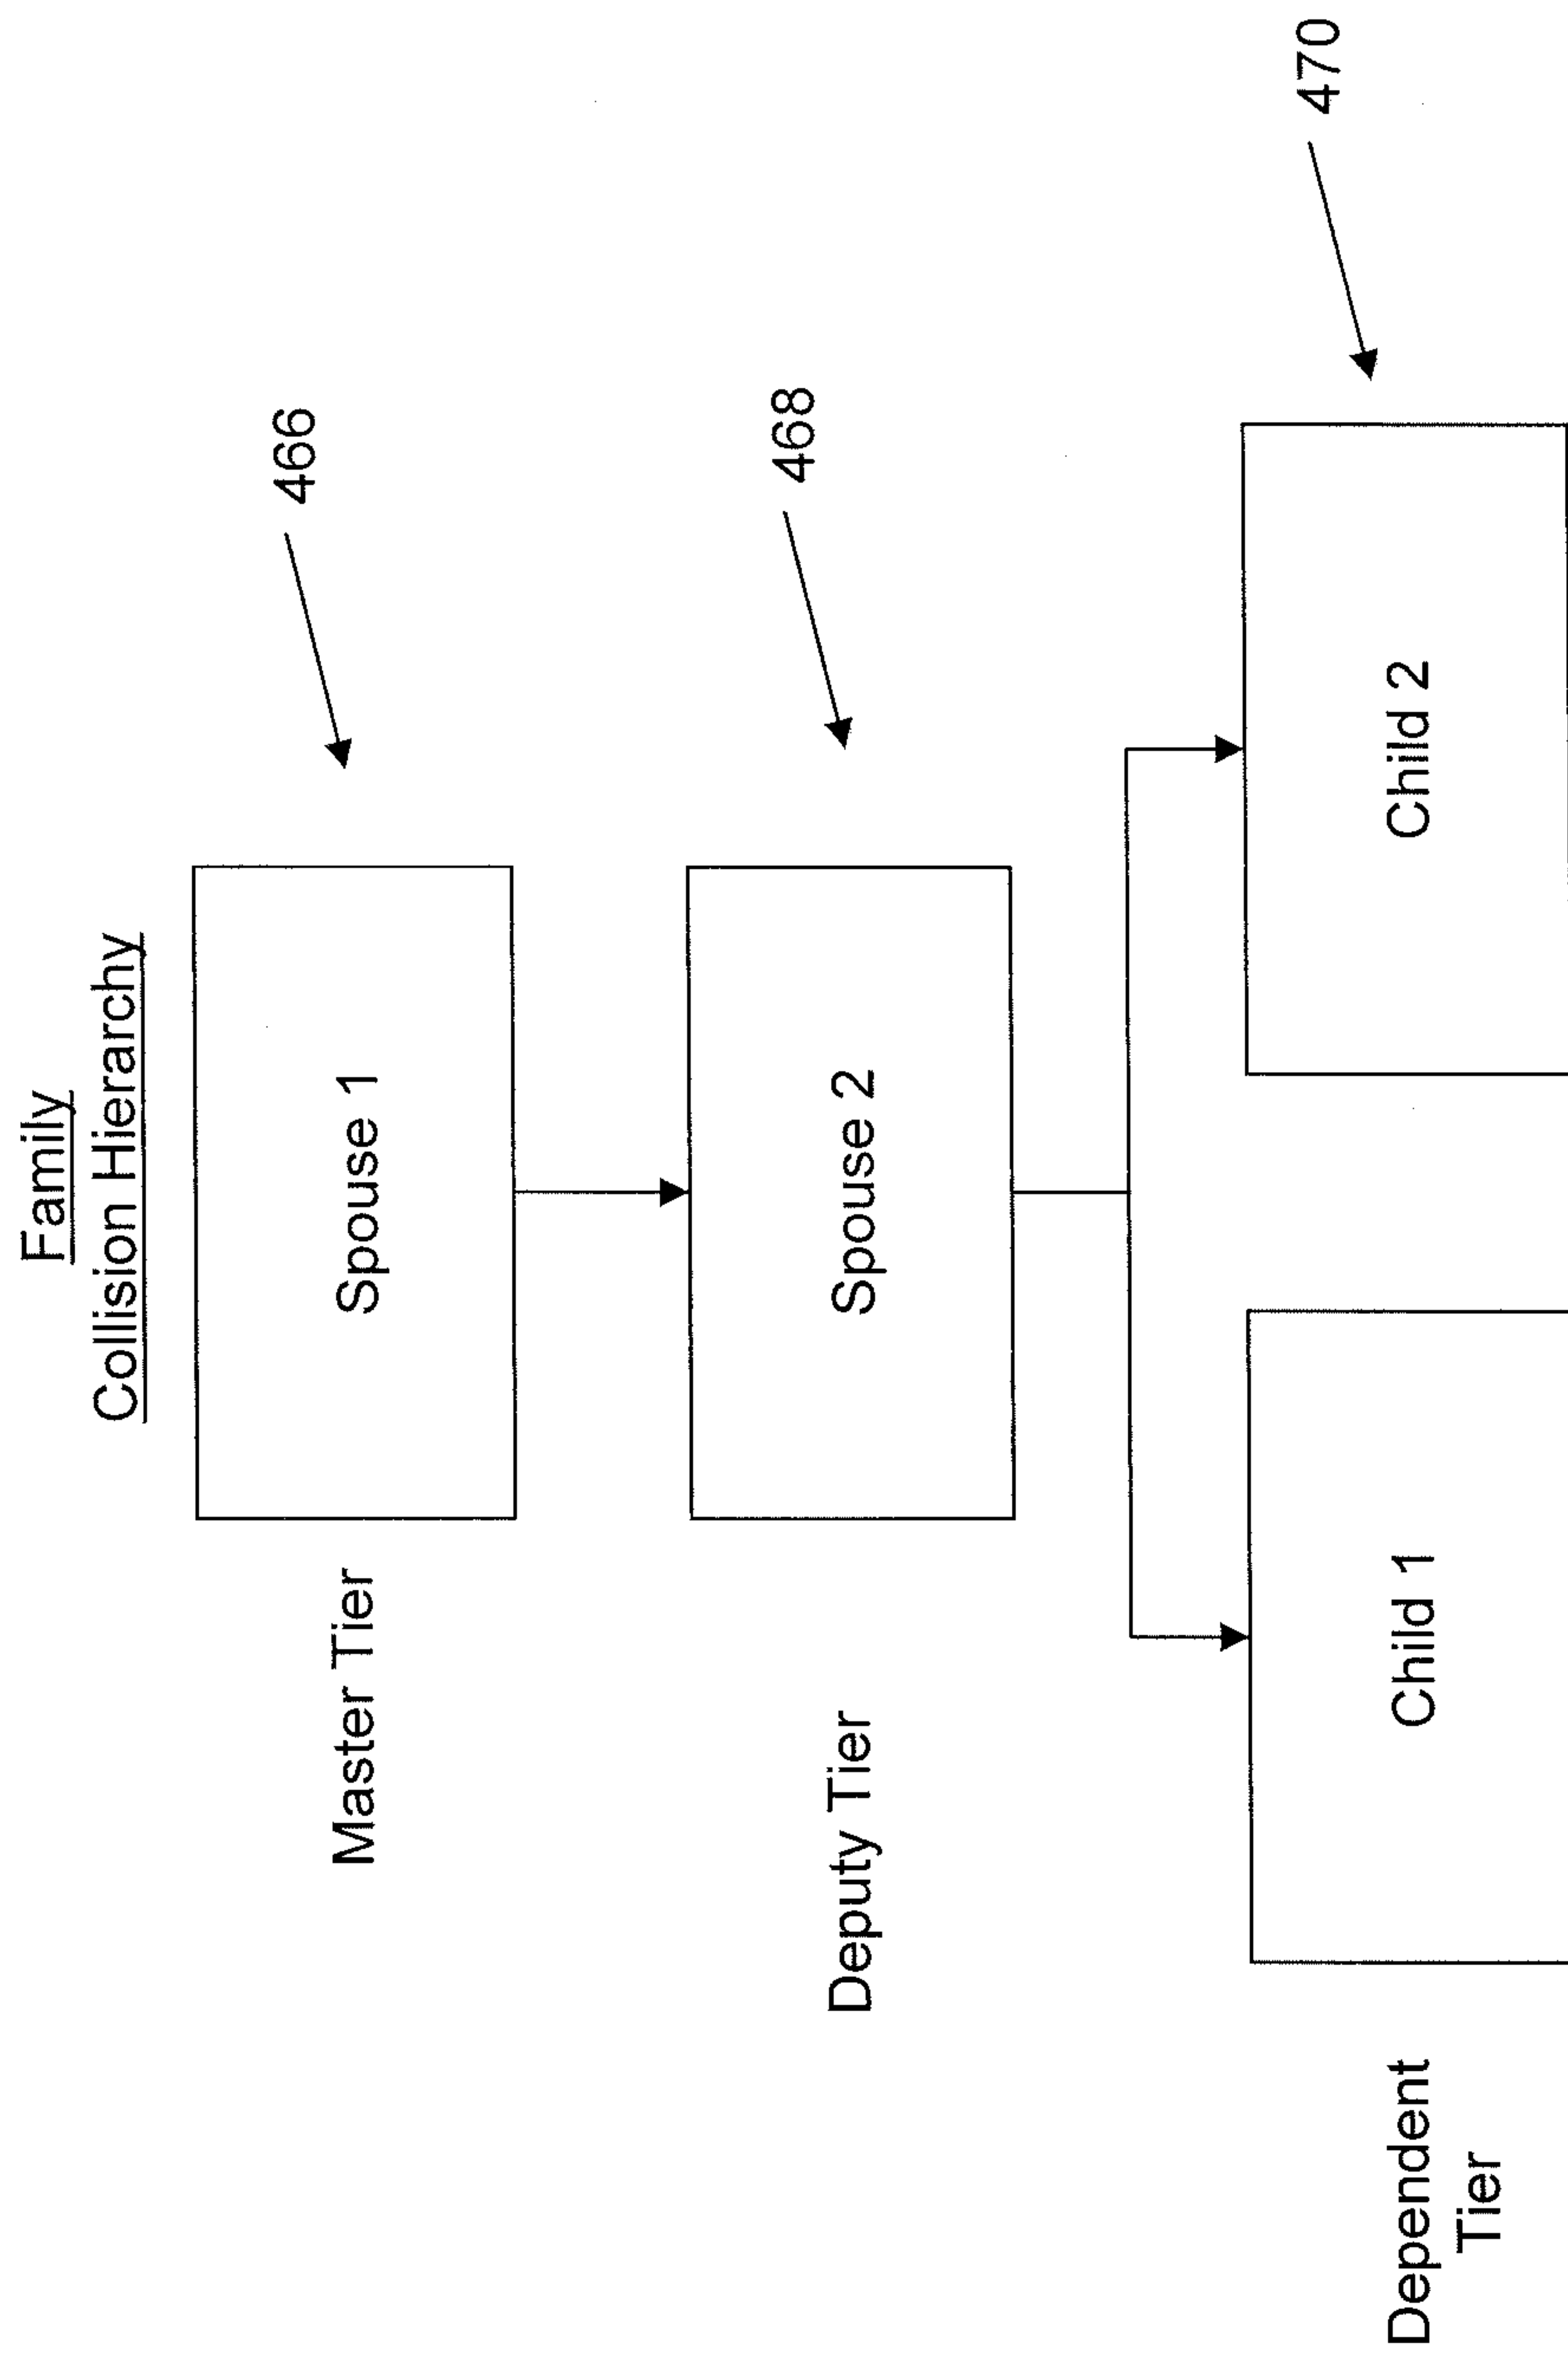 Family
Collision Hierarchy
466
Master Tier
Spouse 1
468
Deputy Tier
Spouse 2
470
Dependent
Tier
Child 1
Child 2